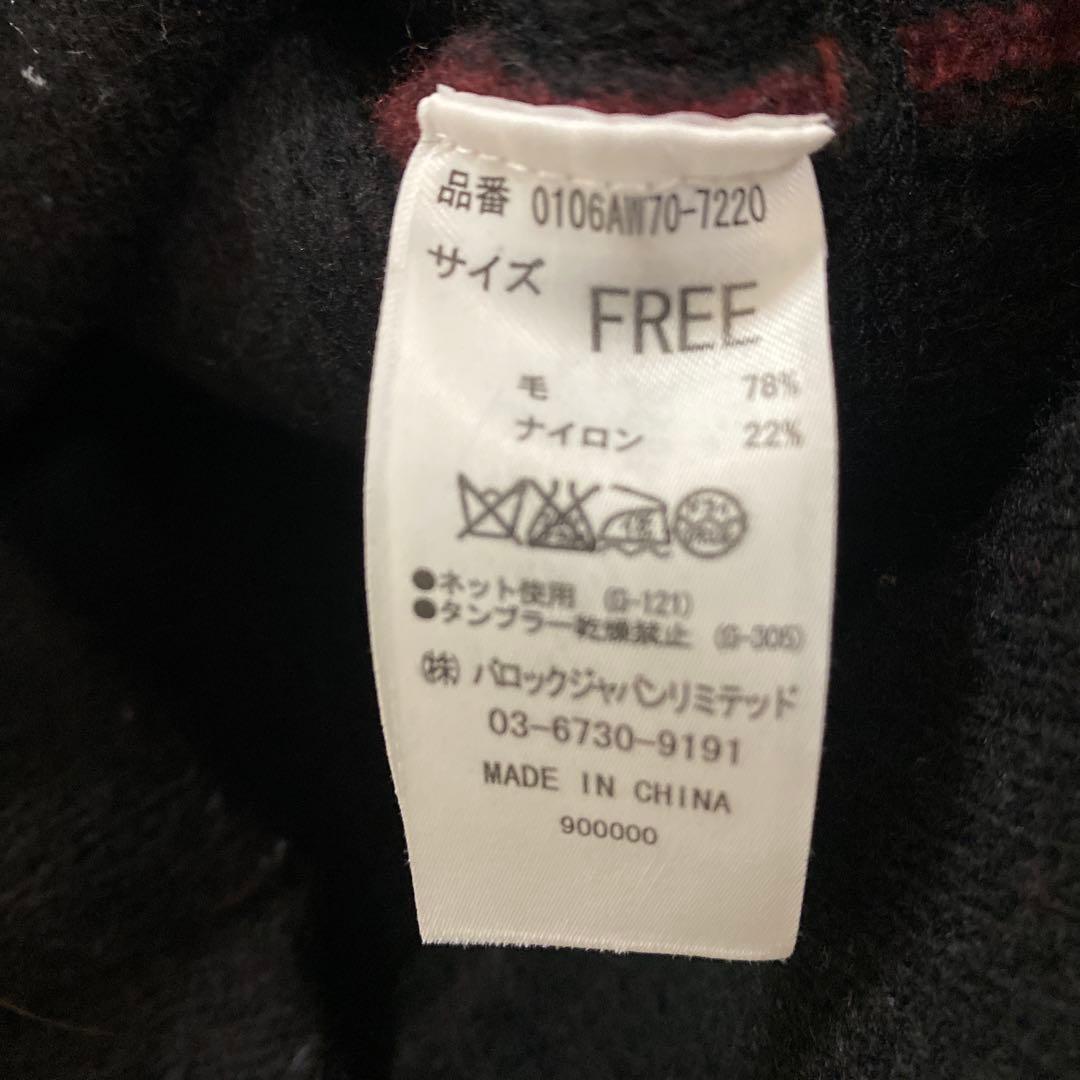 品番 0106AW70-7220
サイズ
FREE
毛 78%
ナイロン 22%
●ネット使用 (G-121)
●タンブラー乾燥禁止 (G-305)
㈱ バロックジャパンリミテッド
03-6730-9191
MADE IN CHINA
900000